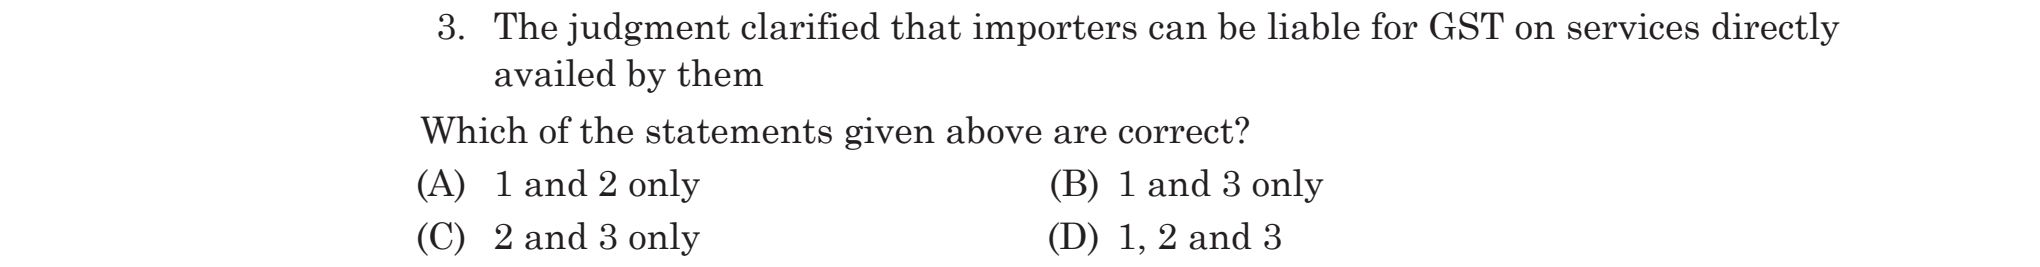 3. The judgment clarified that importers can be liable for GST on services directly
availed by them
Which of the statements given above are correct?
(A) 1 and 2 only (B) 1 and 3 only
(C) 2 and 3 only (D) 1, 2 and 3